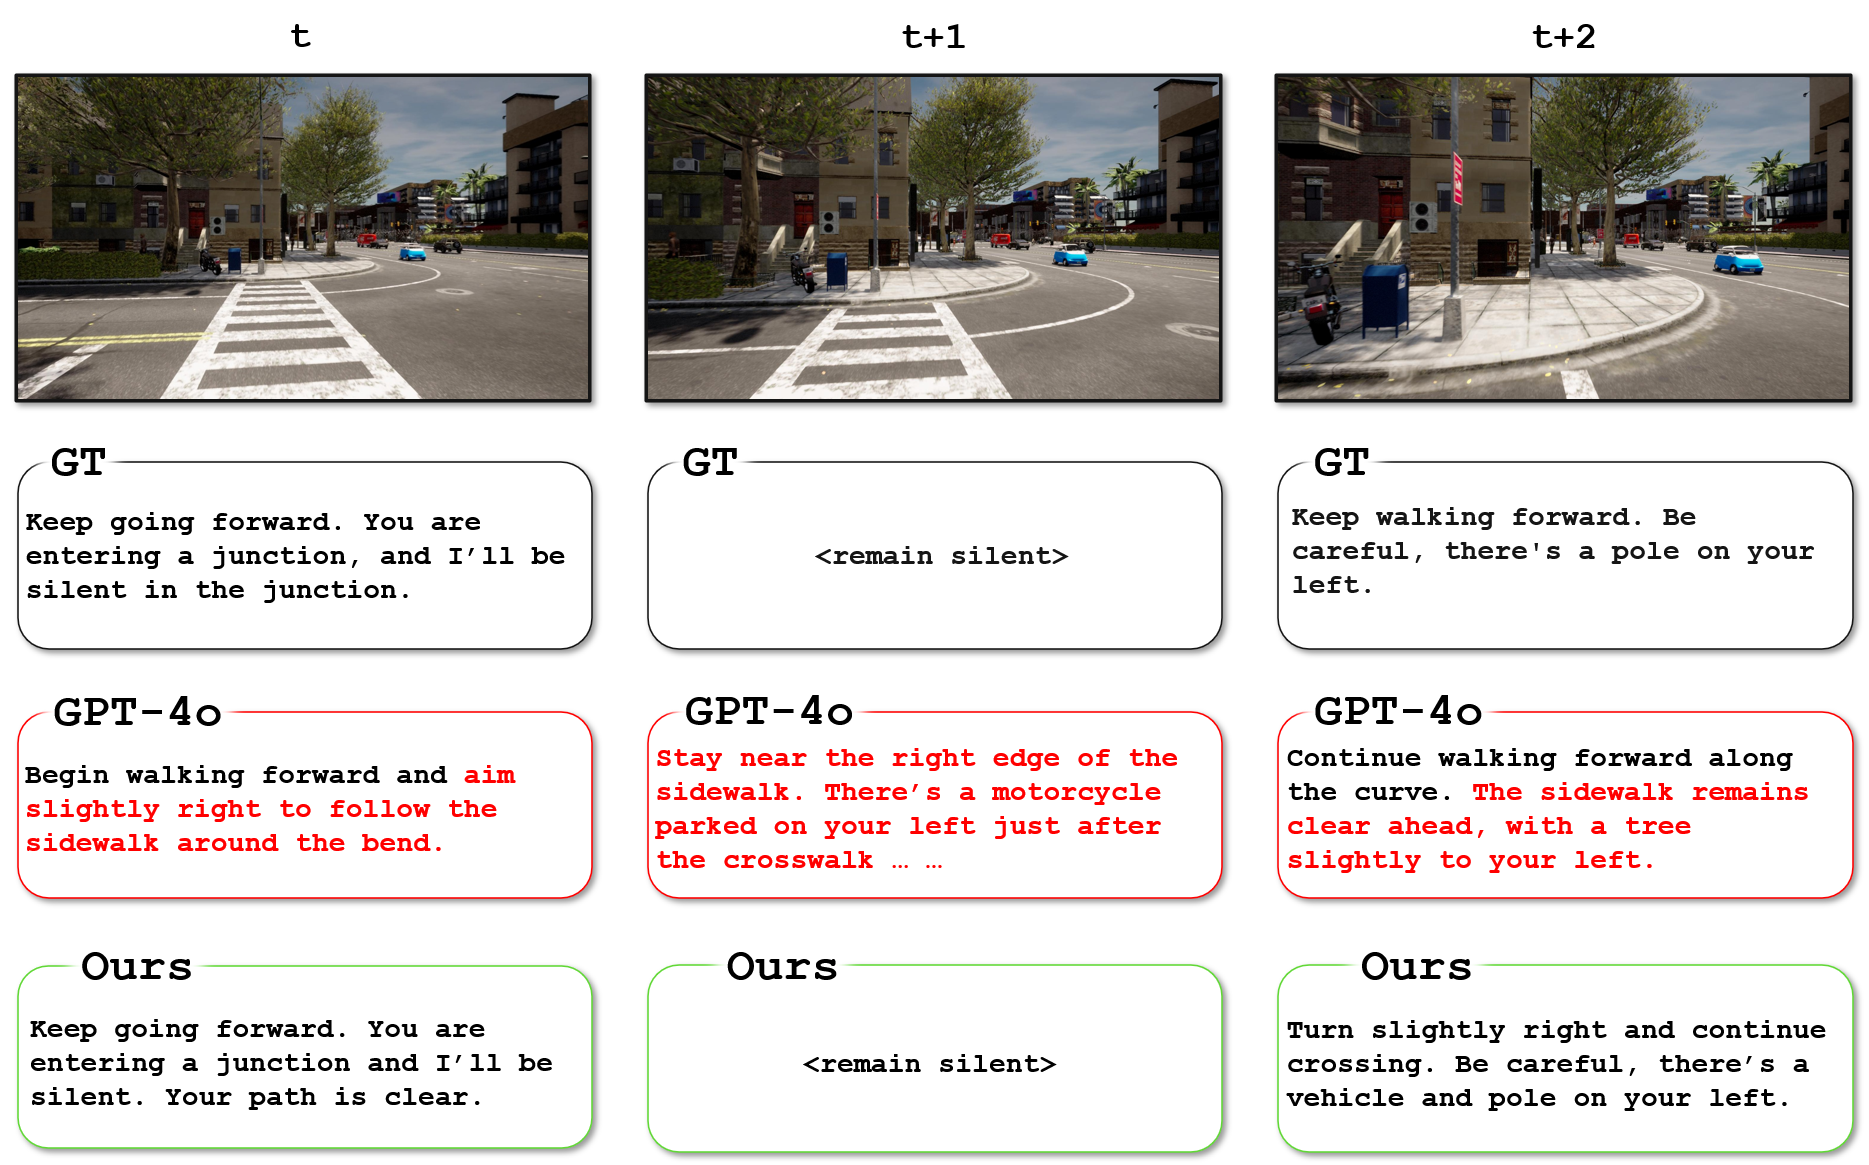 t
t+1
t+2
GT
Keep going forward. You are
entering a junction, and I’ll be
silent in the junction.
GT
<remain silent>
GT
Keep walking forward. Be
careful, there's a pole on your
left.
GPT-4o
Begin walking forward and aim
slightly right to follow the
sidewalk around the bend.
GPT-4o
Stay near the right edge of the
sidewalk. There’s a motorcycle
parked on your left just after
the crosswalk … …
GPT-4o
Continue walking forward along
the curve. The sidewalk remains
clear ahead, with a tree
slightly to your left.
Ours
Keep going forward. You are
entering a junction and I’ll be
silent. Your path is clear.
Ours
<remain silent>
Ours
Turn slightly right and continue
crossing. Be careful, there’s a
vehicle and pole on your left.